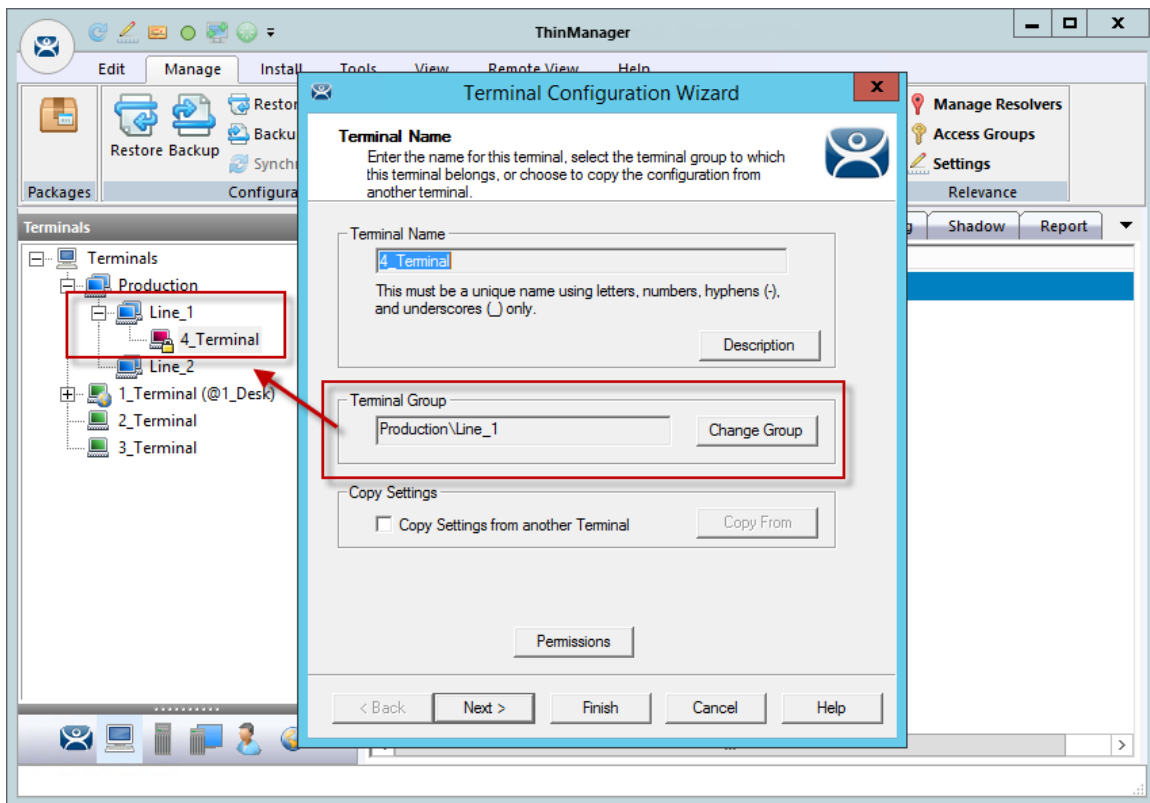 ThinManager
Edit Manage Install Tools View Remote View Help
Packages
Restore Backup
Restor
Backu
Synchr
Configura
Manage Resolvers
Access Groups
Settings
Relevance
Terminals
Terminals
Production
Line_1
4_Terminal
Line_2
1_Terminal (@1_Desk)
2_Terminal
3_Terminal
Terminal Configuration Wizard
X
Terminal Name
Enter the name for this terminal, select the terminal group to which
this terminal belongs, or choose to copy the configuration from
another terminal.
Terminal Name
4_Terminal
This must be a unique name using letters, numbers, hyphens (-),
and underscores (_) only.
Description
Terminal Group
Production\Line_1
Change Group
Copy Settings
Copy Settings from another Terminal
Copy From
Permissions
< Back Next > Finish Cancel Help
g Shadow Report